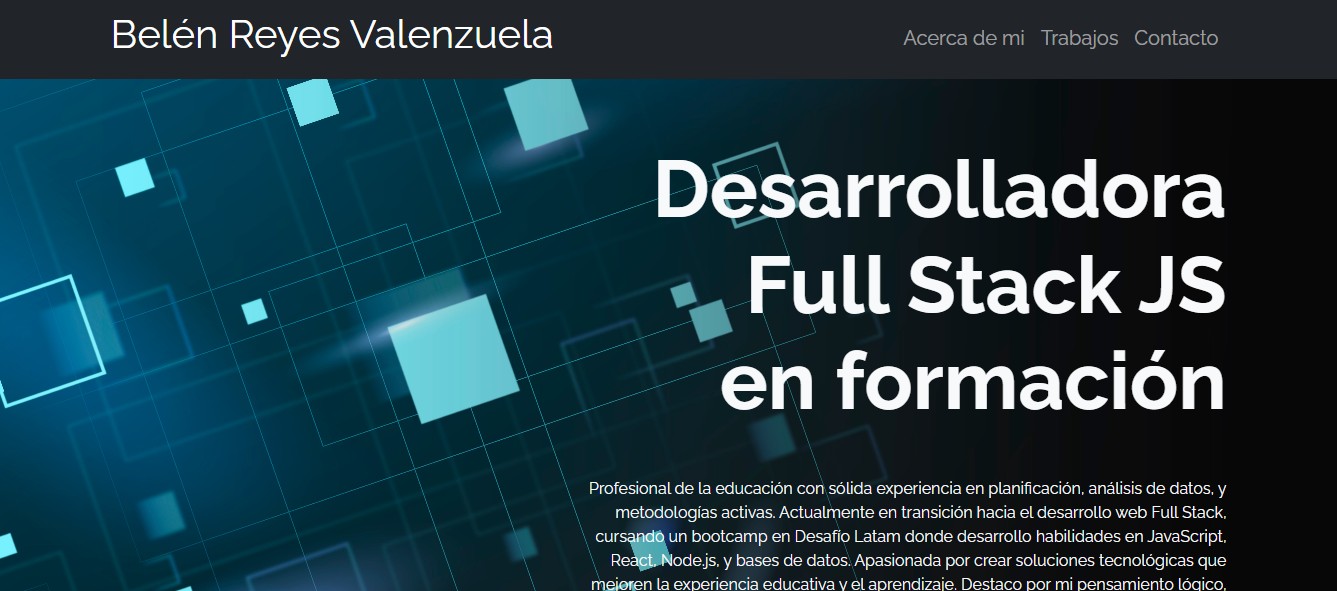 Belén Reyes Valenzuela
Acerca de mi Trabajos Contacto
Desarrolladora
Full Stack JS
en formación
Profesional de la educación con sólida experiencia en planificación, análisis de datos, y
metodologías activas. Actualmente en transición hacia el desarrollo web Full Stack,
cursando un bootcamp en Desafío Latam donde desarrollo habilidades en JavaScript,
React, Node.js, y bases de datos. Apasionada por crear soluciones tecnológicas que
mejoren la experiencia educativa y el aprendizaje. Destaco por mi pensamiento lógico,